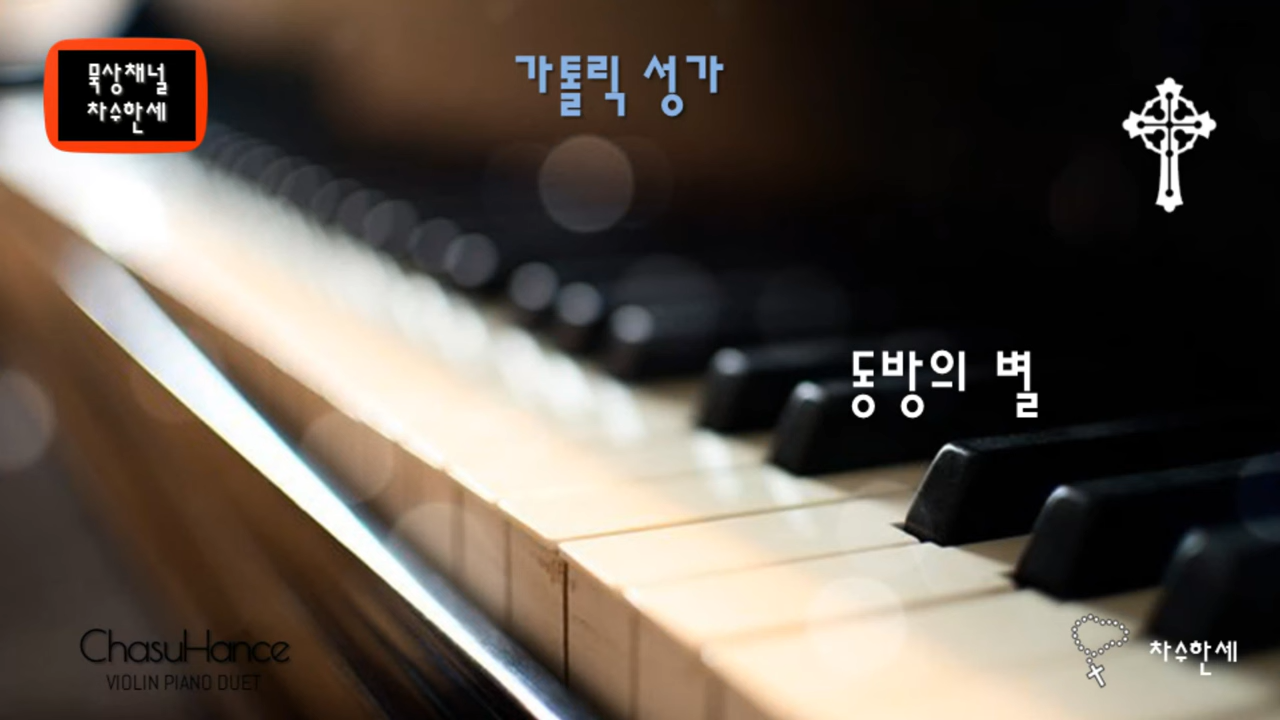 묵상채널
차수한세
가톨릭 성가
동방의 별
ChasuHance
VIOLIN PIANO DUET
차수한세